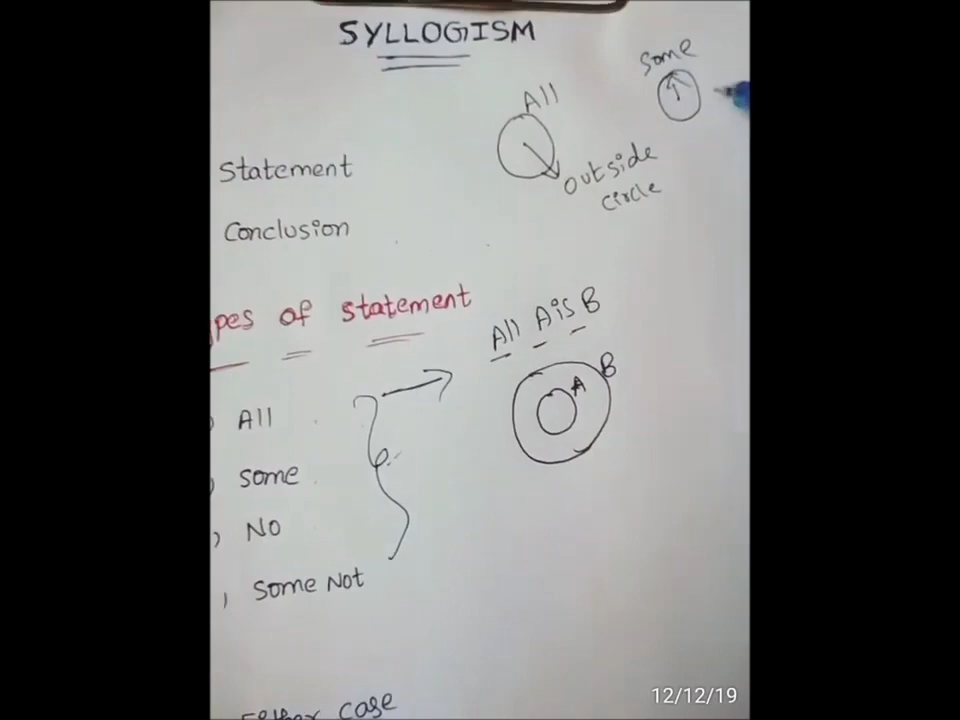 SYLLOGISM
All
Some
outside
circle
Statement
Conclusion
pes of statement
All A is B
A
B
All
Some
No
Some Not
case
12/12/19